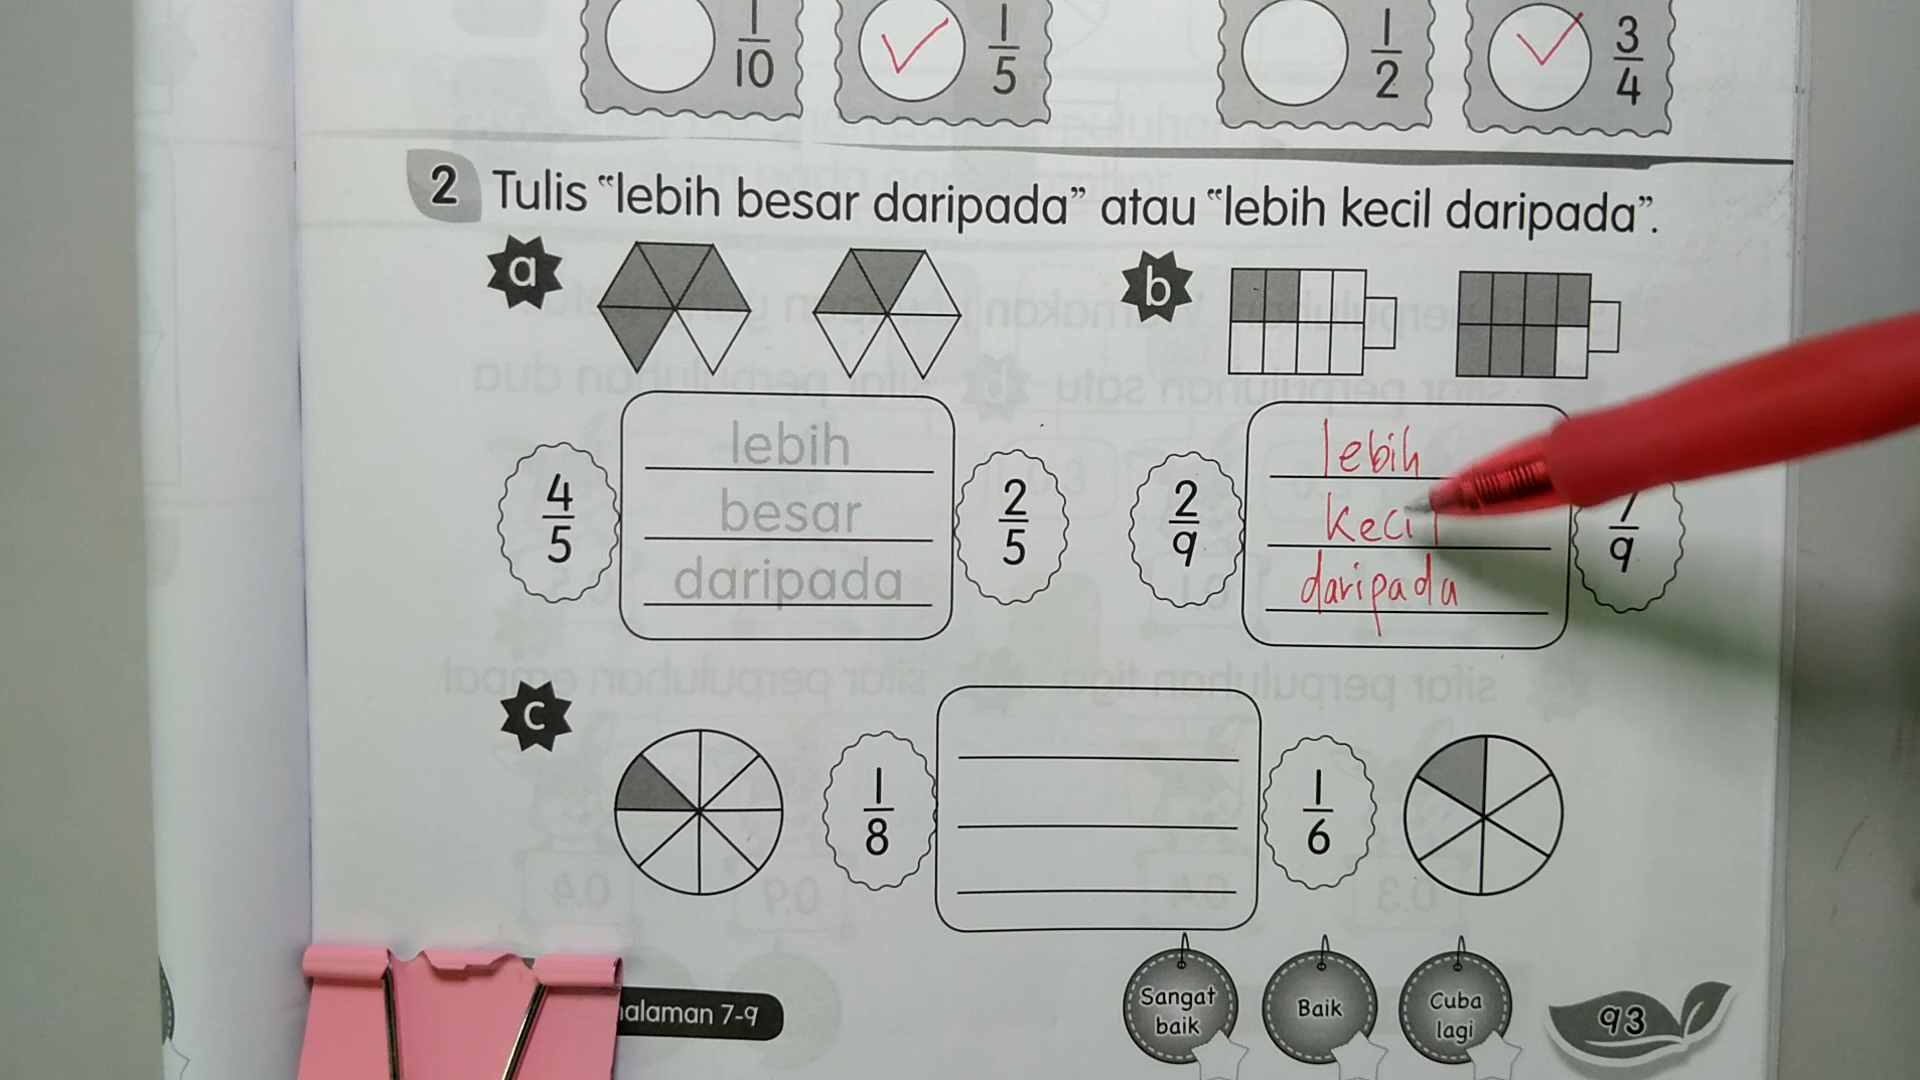 1/10 1/5 1/2 3/4
2 Tulis “lebih besar daripada” atau “lebih kecil daripada”.
a b
4/5 lebih besar daripada 2/5
2/9 lebih kecil daripada 7/9
c
1/8 1/6
alaman 7-9
Sangat baik
Baik
Cuba lagi
93